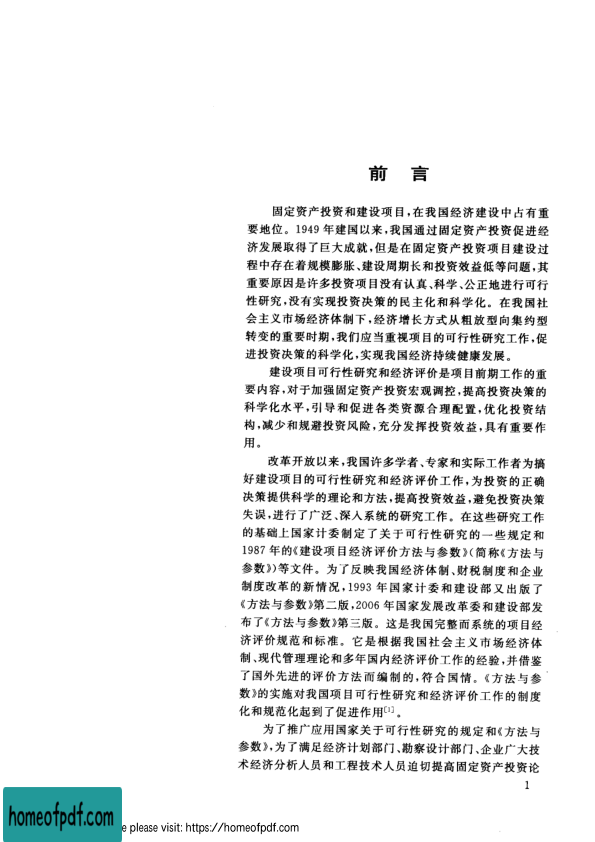 前 言
固定资产投资和建设项目,在我国经济建设中占有重
要地位。1949年建国以来,我国通过固定资产投资促进经
济发展取得了巨大成就,但是在固定资产投资项目建设过
程中存在着规模膨胀、建设周期长和投资效益低等问题,其
重要原因是许多投资项目没有认真、科学、公正地进行可行
性研究,没有实现投资决策的民主化和科学化。在我国社
会主义市场经济体制下,经济增长方式从粗放型向集约型
转变的重要时期,我们应当重视项目的可行性研究工作,促
进投资决策的科学化,实现我国经济持续健康发展。
建设项目可行性研究和经济评价是项目前期工作的重
要内容,对于加强固定资产投资宏观调控,提高投资决策的
科学化水平,引导和促进各类资源合理配置,优化投资结
构,减少和规避投资风险,充分发挥投资效益,具有重要作
用。
改革开放以来,我国许多学者、专家和实际工作者为搞
好建设项目的可行性研究和经济评价工作,为投资的正确
决策提供科学的理论和方法,提高投资效益,避免投资决策
失误,进行了广泛、深入系统的研究工作。在这些研究工作
的基础上国家计委制定了关于可行性研究的一些规定和
1987年的《建设项目经济评价方法与参数》(简称《方法与
参数》)等文件。为了反映我国经济体制、财税制度和企业
制度改革的新情况,1993年国家计委和建设部又出版了
《方法与参数》第二版,2006年国家发展改革委和建设部发
布了《方法与参数》第三版。这是我国完整而系统的项目经
济评价规范和标准。它是根据我国社会主义市场经济体
制、现代管理理论和多年国内经济评价工作的经验,并借鉴
了国外先进的评价方法而编制的,符合国情。《方法与参
数》的实施对我国项目可行性研究和经济评价工作的制度
化和规范化起到了促进作用[1]。
为了推广应用国家关于可行性研究的规定和《方法与
参数》,为了满足经济计划部门、勘察设计部门、企业广大技
术经济分析人员和工程技术人员迫切提高固定资产投资论
1
homeofpdf.com
e please visit: https://homeofpdf.com